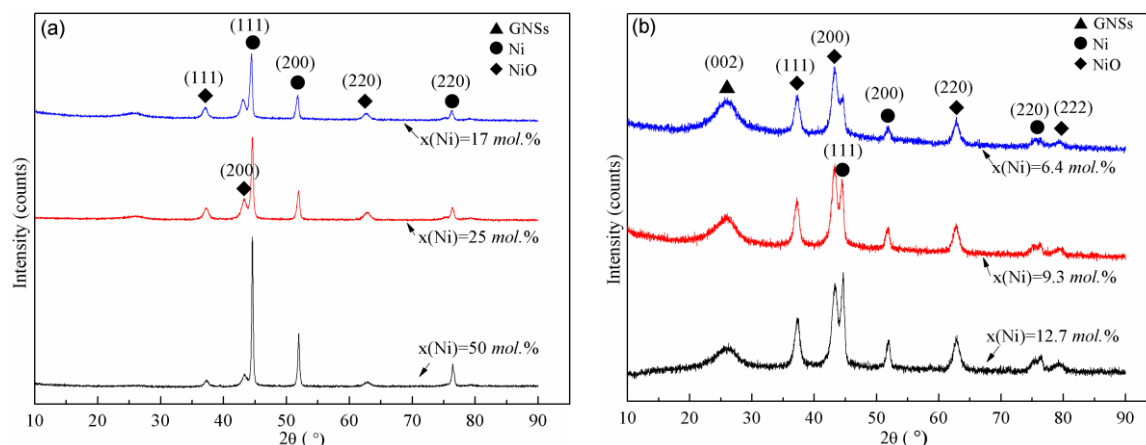 (a)
▲ GNSs
● Ni
◆ NiO
(111)
(111)
(200)
(220)
(220)
x(Ni)=17 mol.%
(200)
x(Ni)=25 mol.%
x(Ni)=50 mol.%
Intensity (counts)
10 20 30 40 50 60 70 80 90
2θ ( °)
(b)
▲ GNSs
● Ni
◆ NiO
(002)
(111)
(200)
(200)
(220)
(220)
(222)
x(Ni)=6.4 mol.%
(111)
x(Ni)=9.3 mol.%
x(Ni)=12.7 mol.%
Intensity (counts)
10 20 30 40 50 60 70 80 90
2θ ( °)